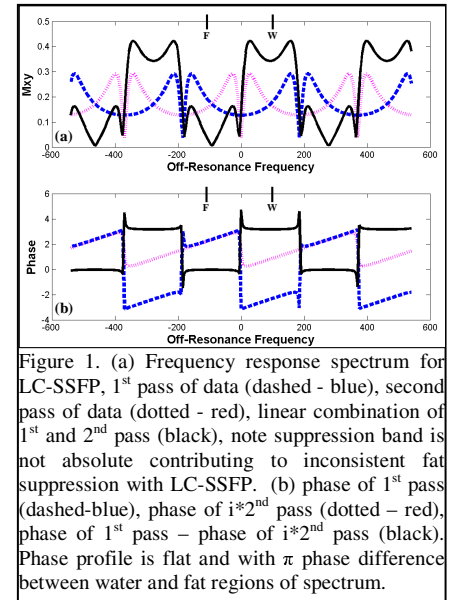 0.5
0.4
0.3
0.2
0.1
0
Mxy
F
W
(a)
-600 -400 -200 0 200 400 600
Off-Resonance Frequency
6
4
2
0
-2
-4
Phase
F
W
(b)
-600 -400 -200 0 200 400 600
Off-Resonance Frequency
Figure 1. (a) Frequency response spectrum for
LC-SSFP, 1st pass of data (dashed - blue), second
pass of data (dotted - red), linear combination of
1st and 2nd pass (black), note suppression band is
not absolute contributing to inconsistent fat
suppression with LC-SSFP. (b) phase of 1st pass
(dashed-blue), phase of i*2nd pass (dotted – red),
phase of 1st pass – phase of i*2nd pass (black).
Phase profile is flat and with π phase difference
between water and fat regions of spectrum.